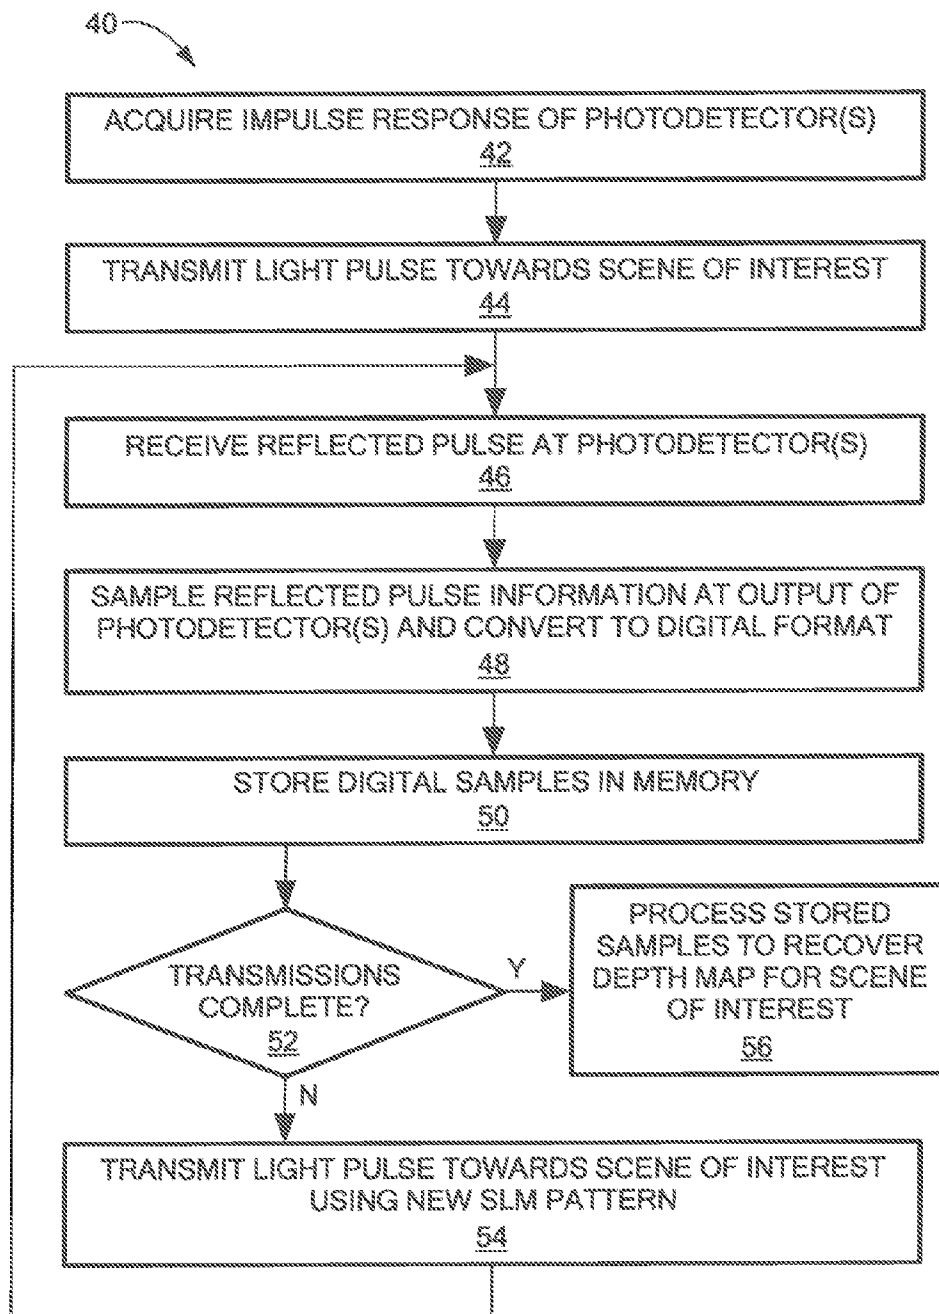 40
ACQUIRE IMPULSE RESPONSE OF PHOTODETECTOR(S)
42
TRANSMIT LIGHT PULSE TOWARDS SCENE OF INTEREST
44
RECEIVE REFLECTED PULSE AT PHOTODETECTOR(S)
46
SAMPLE REFLECTED PULSE INFORMATION AT OUTPUT OF
PHOTODETECTOR(S) AND CONVERT TO DIGITAL FORMAT
48
STORE DIGITAL SAMPLES IN MEMORY
50
TRANSMISSIONS
COMPLETE?
52
Y
PROCESS STORED
SAMPLES TO RECOVER
DEPTH MAP FOR SCENE
OF INTEREST
56
N
TRANSMIT LIGHT PULSE TOWARDS SCENE OF INTEREST
USING NEW SLM PATTERN
54